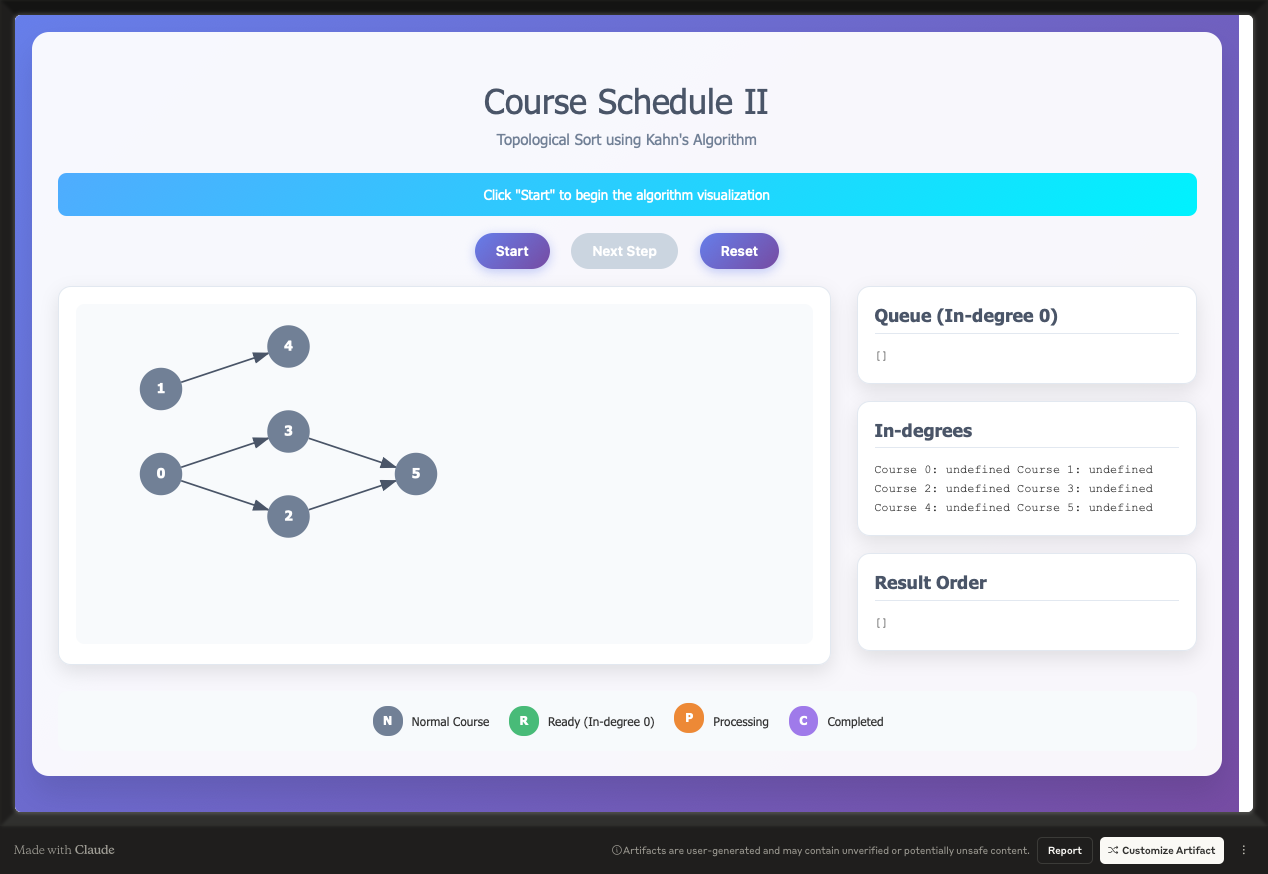 Course Schedule II
Topological Sort using Kahn's Algorithm
Click "Start" to begin the algorithm visualization
Start
Next Step
Reset
4
1
3
0
5
2
Queue (In-degree 0)
[]
In-degrees
Course 0: undefined Course 1: undefined
Course 2: undefined Course 3: undefined
Course 4: undefined Course 5: undefined
Result Order
[]
N Normal Course
R Ready (In-degree 0)
P Processing
C Completed
Made with Claude
Artifacts are user-generated and may contain unverified or potentially unsafe content.
Report
Customize Artifact